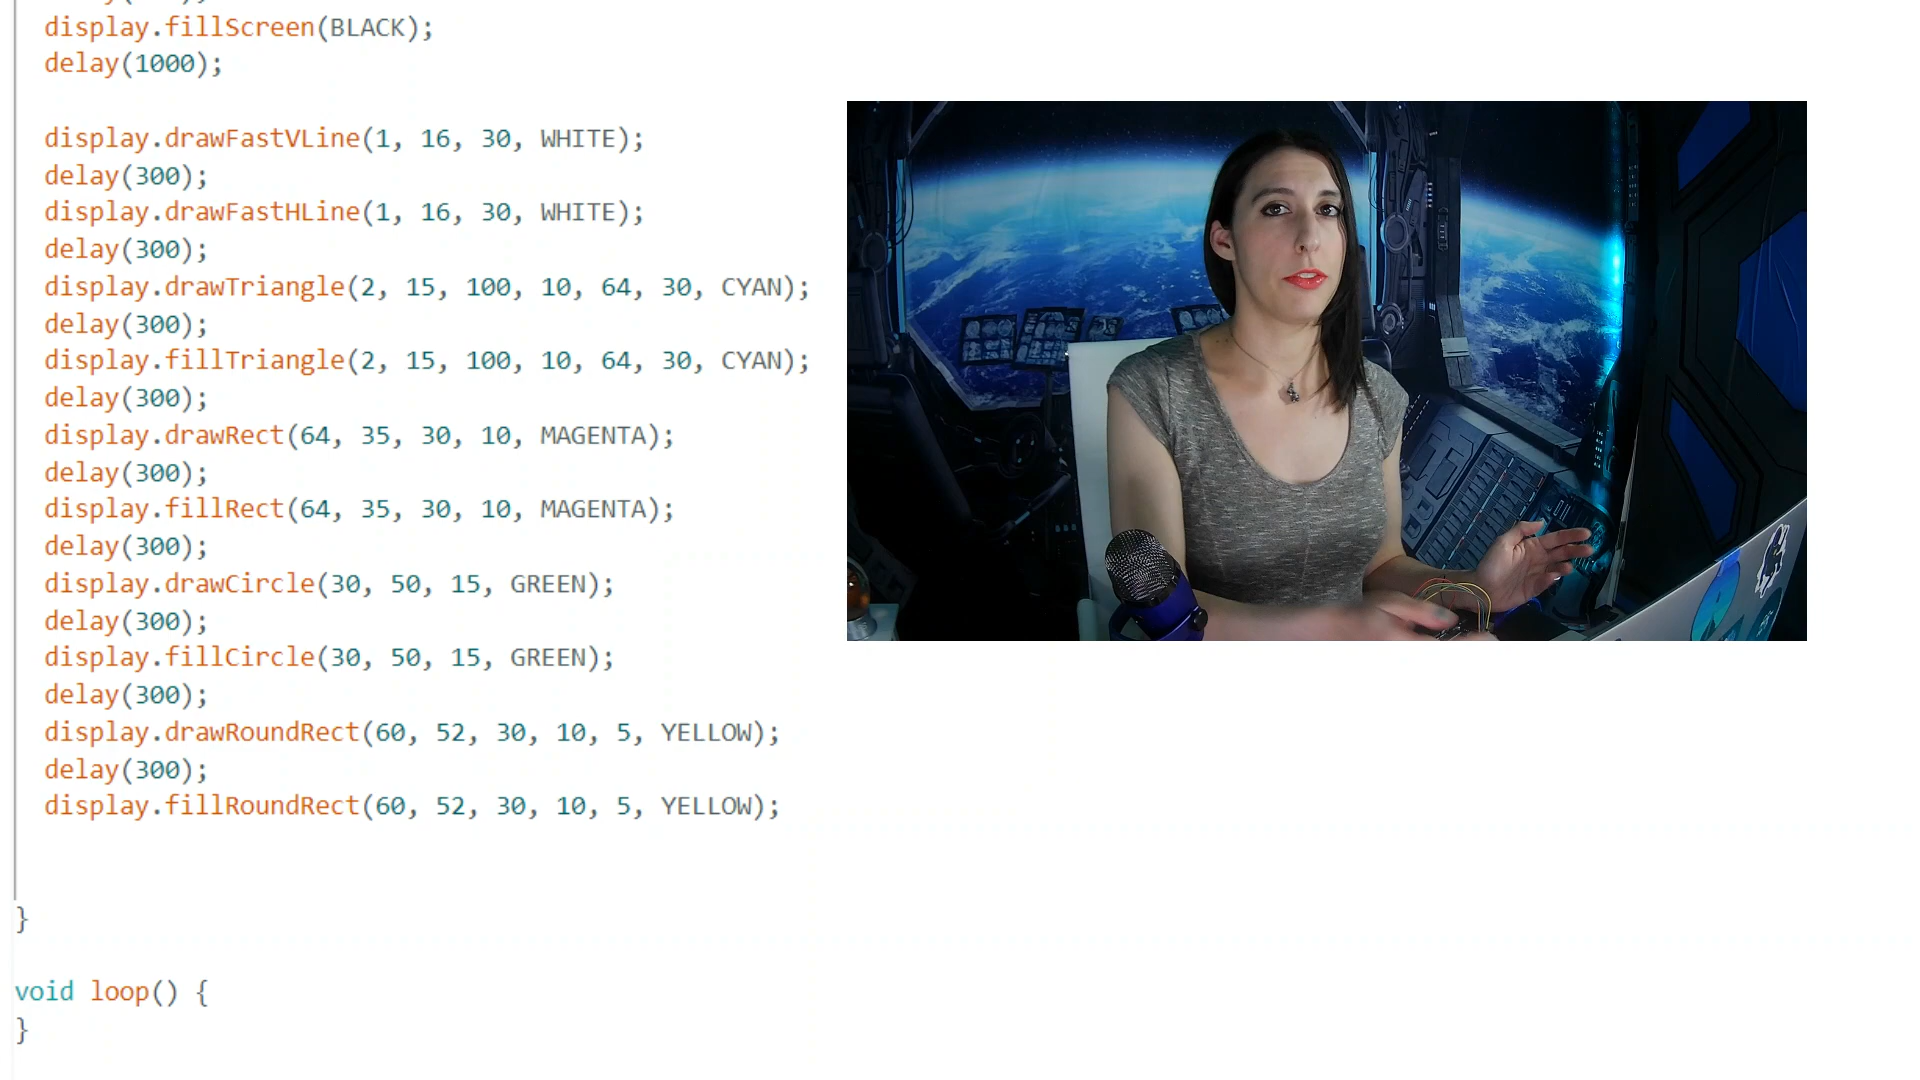 display.fillScreen(BLACK);
delay(1000);
display.drawFastVLine(1, 16, 30, WHITE);
delay(300);
display.drawFastHLine(1, 16, 30, WHITE);
delay(300);
display.drawTriangle(2, 15, 100, 10, 64, 30, CYAN);
delay(300);
display.fillTriangle(2, 15, 100, 10, 64, 30, CYAN);
delay(300);
display.drawRect(64, 35, 30, 10, MAGENTA);
delay(300);
display.fillRect(64, 35, 30, 10, MAGENTA);
delay(300);
display.drawCircle(30, 50, 15, GREEN);
delay(300);
display.fillCircle(30, 50, 15, GREEN);
delay(300);
display.drawRoundRect(60, 52, 30, 10, 5, YELLOW);
delay(300);
display.fillRoundRect(60, 52, 30, 10, 5, YELLOW);
}
void loop() {
}